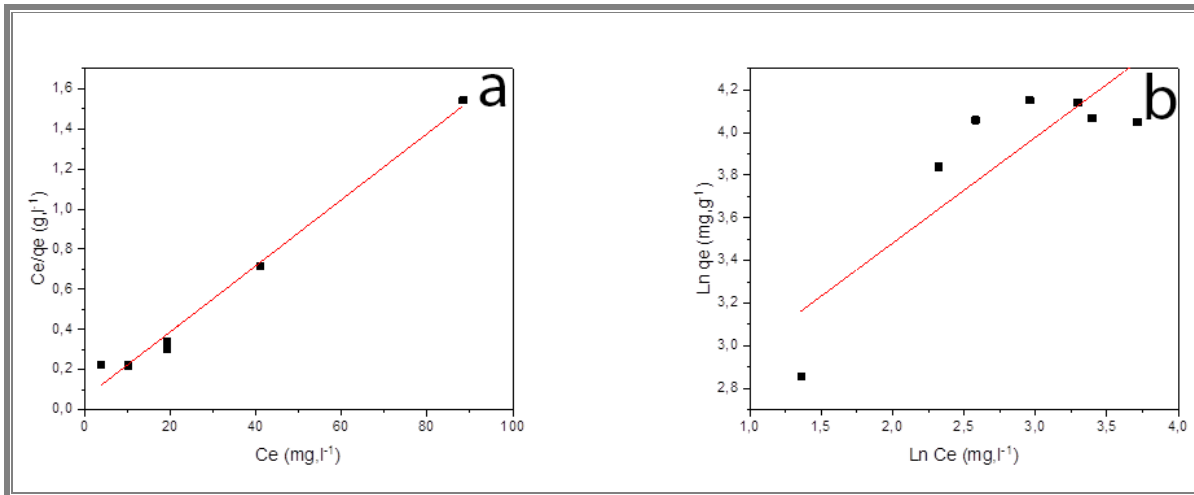 a
1,6
1,4
1,2
1,0
0,8
0,6
0,4
0,2
0,0
Ce/qe (g,l⁻¹)
0 20 40 60 80 100
Ce (mg,l⁻¹)
b
4,2
4,0
3,8
3,6
3,4
3,2
3,0
2,8
Ln qe (mg,g⁻¹)
1,0 1,5 2,0 2,5 3,0 3,5 4,0
Ln Ce (mg,l⁻¹)